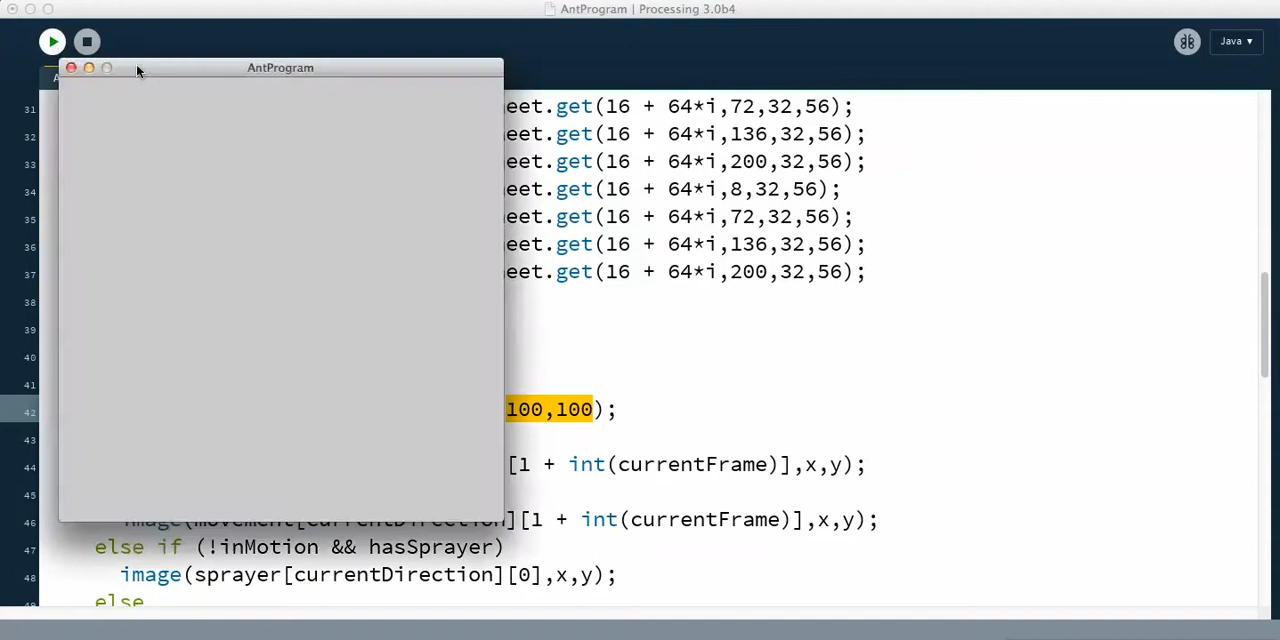 AntProgram | Processing 3.0b4
Java ▾
AntProgram
31 eet.get(16 + 64*i,72,32,56);
32 eet.get(16 + 64*i,136,32,56);
33 eet.get(16 + 64*i,200,32,56);
34 eet.get(16 + 64*i,8,32,56);
35 eet.get(16 + 64*i,72,32,56);
36 eet.get(16 + 64*i,136,32,56);
37 eet.get(16 + 64*i,200,32,56);
38
39
40
41
42 100,100);
43
44 [1 + int(currentFrame)],x,y);
45
46 image(movement[currentDirection][1 + int(currentFrame)],x,y);
47 else if (!inMotion && hasSprayer)
48 image(sprayer[currentDirection][0],x,y);
49 else